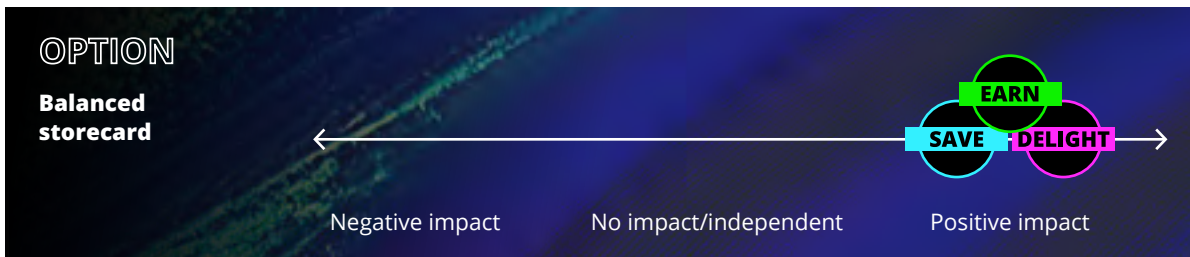 OPTION
Balanced
storecard
EARN
SAVE
DELIGHT
Negative impact
No impact/independent
Positive impact